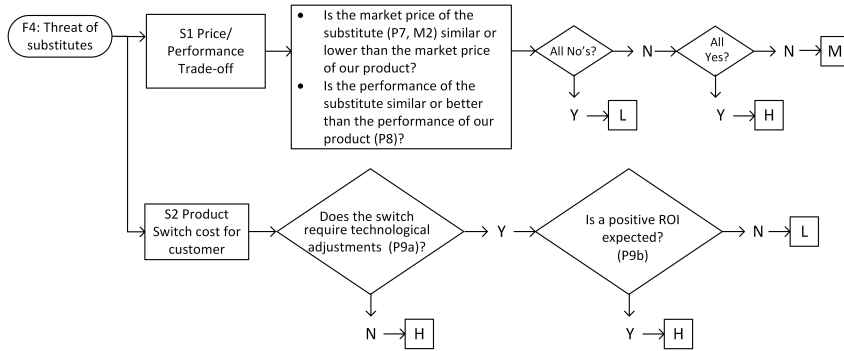 F4: Threat of
substitutes
S1 Price/
Performance
Trade-off
• Is the market price of the
substitute (P7, M2) similar or
lower than the market price
of our product?
• Is the performance of the
substitute similar or better
than the performance of our
product (P8)?
All No's?
N
All
Yes?
N
M
Y
L
Y
H
S2 Product
Switch cost for
customer
Does the switch
require technological
adjustments (P9a)?
Y
Is a positive ROI
expected?
(P9b)
N
L
N
H
Y
H